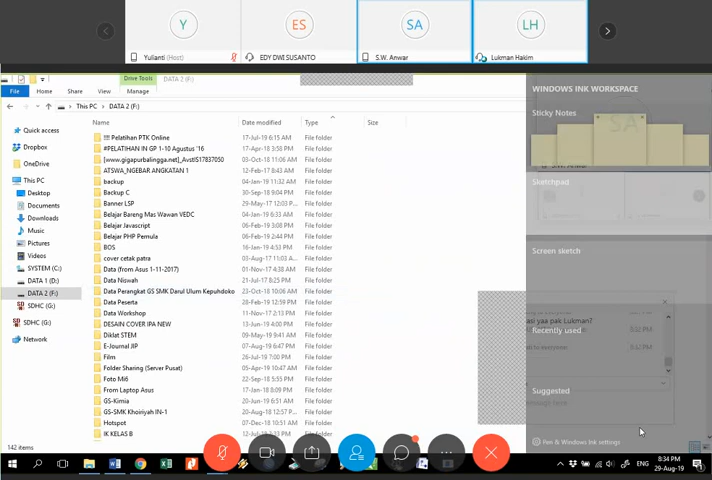 Y
ES
SA
LH
Yulianti (Host)
EDY DWI SUSANTO
S.W. Anwar
Lukman Hakim
Drive Tools
DATA 2 (F:)
File
Home
Share
View
Manage
This PC
DATA 2 (F:)
Name
Date modified
Type
Size
Quick access
Dropbox
OneDrive
This PC
Desktop
Documents
Downloads
Music
Pictures
Videos
SYSTEM (C:)
DATA 1 (D:)
DATA 2 (F:)
SDHC (G:)
SDHC (G:)
Network
!!!! Pelatihan PTK Online 17-Jul-19 6:15 AM File folder
#PELATIHAN IN GP 1-10 Agustus '16 17-Apr-18 3:58 PM File folder
[www.gigapurbalingga.net]_AvstIS17837050 03-Oct-18 11:06 AM File folder
ATSWA_NGEBAR ANGKATAN 1 12-Feb-17 8:43 AM File folder
backup 04-Jan-19 11:32 AM File folder
Backup C 30-Sep-18 9:04 PM File folder
Banner LSP 29-May-17 12:03 P... File folder
Belajar Bareng Mas Wawan VEDC 04-Jan-19 6:33 AM File folder
Belajar Javascript 06-Feb-19 3:08 PM File folder
Belajar PHP Pemula 06-Feb-19 2:44 PM File folder
BOS 16-Jan-19 4:53 PM File folder
cover cetak patra 03-Aug-17 11:03 A... File folder
Data (from Asus 1-11-2017) 01-Nov-17 4:38 AM File folder
Data Niswah 21-Jul-17 8:25 PM File folder
Data Perangkat GS SMK Darul Ulum Kepuhdoko 23-Oct-18 10:06 AM File folder
Data Peserta 28-Feb-19 12:59 PM File folder
Data Workshop 11-Nov-17 2:13 PM File folder
DESAIN COVER IPA NEW 13-Jun-19 4:00 PM File folder
Diklat STEM 09-May-19 9:41 AM File folder
E-Journal JIP 07-Aug-19 6:47 PM File folder
Film 26-Jul-19 7:00 PM File folder
Folder Sharing (Server Pusat) 05-Apr-19 10:47 AM File folder
Foto Mi6 22-Sep-18 5:55 PM File folder
From Laptop Asus 17-Jan-18 8:09 PM File folder
GS-Kimia 20-Jun-19 6:51 AM File folder
GS-SMK Khoiriyah IN-1 20-Aug-18 12:57 P... File folder
Hotspot 07-Dec-18 10:51 AM File folder
IK KELAS B File folder
142 items
WINDOWS INK WORKSPACE
Sticky Notes
SA
S.W. Anwar
Sketchpad
Screen sketch
yaa pak Lukman?
Recently used
to everyone:
Suggested
Pen & Windows Ink settings
ENG
8:34 PM
29-Aug-19